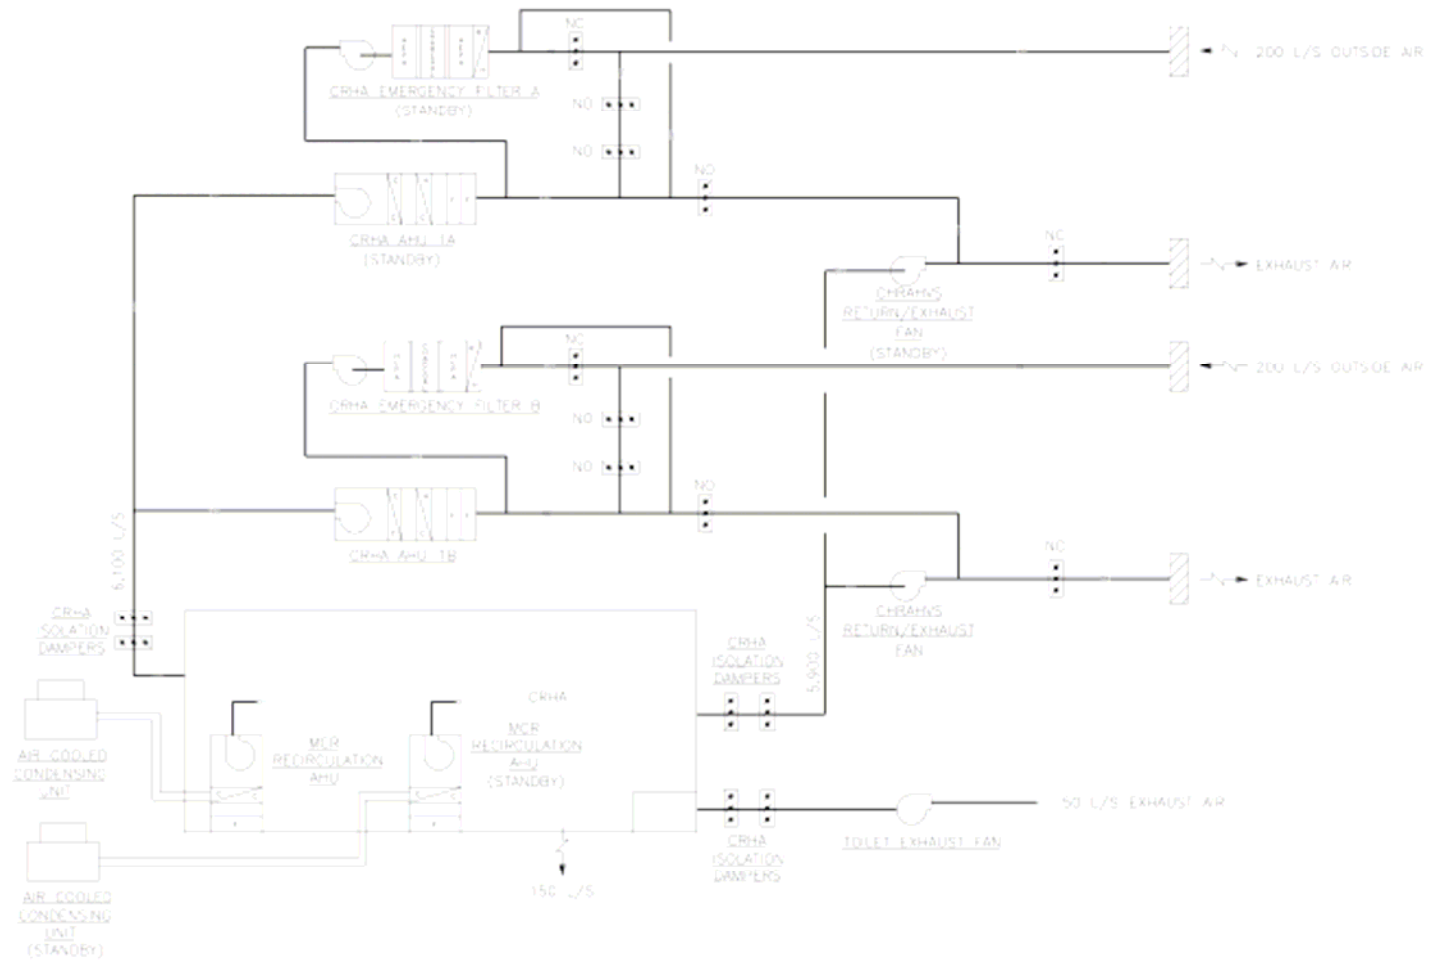 NC
200 L/S OUTSIDE AIR
CRHA EMERGENCY FILTER A
(STANDBY)
NO
NO
NO
CRHA AHU 1A
(STANDBY)
NC
EXHAUST AIR
CHRAHVS
RETURN/EXHAUST
FAN
(STANDBY)
NC
200 L/S OUTSIDE AIR
CRHA EMERGENCY FILTER B
NO
NO
NO
CRHA AHU 1B
NC
EXHAUST AIR
CHRAHVS
RETURN/EXHAUST
FAN
6,100 L/S
CRHA
ISOLATION
DAMPERS
CRHA
ISOLATION
DAMPERS
5,900 L/S
CRHA
MCR
RECIRCULATION
AHU
MCR
RECIRCULATION
AHU
(STANDBY)
AIR COOLED
CONDENSING
UNIT
50 L/S EXHAUST AIR
TOILET EXHAUST FAN
CRHA
ISOLATION
DAMPERS
150 L/S
AIR COOLED
CONDENSING
UNIT
(STANDBY)